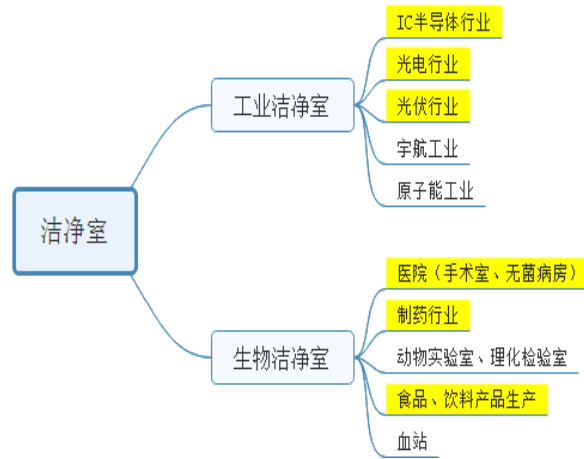 洁净室
工业洁净室
IC半导体行业
光电行业
光伏行业
宇航工业
原子能工业
生物洁净室
医院（手术室、无菌病房）
制药行业
动物实验室、理化检验室
食品、饮料产品生产
血站